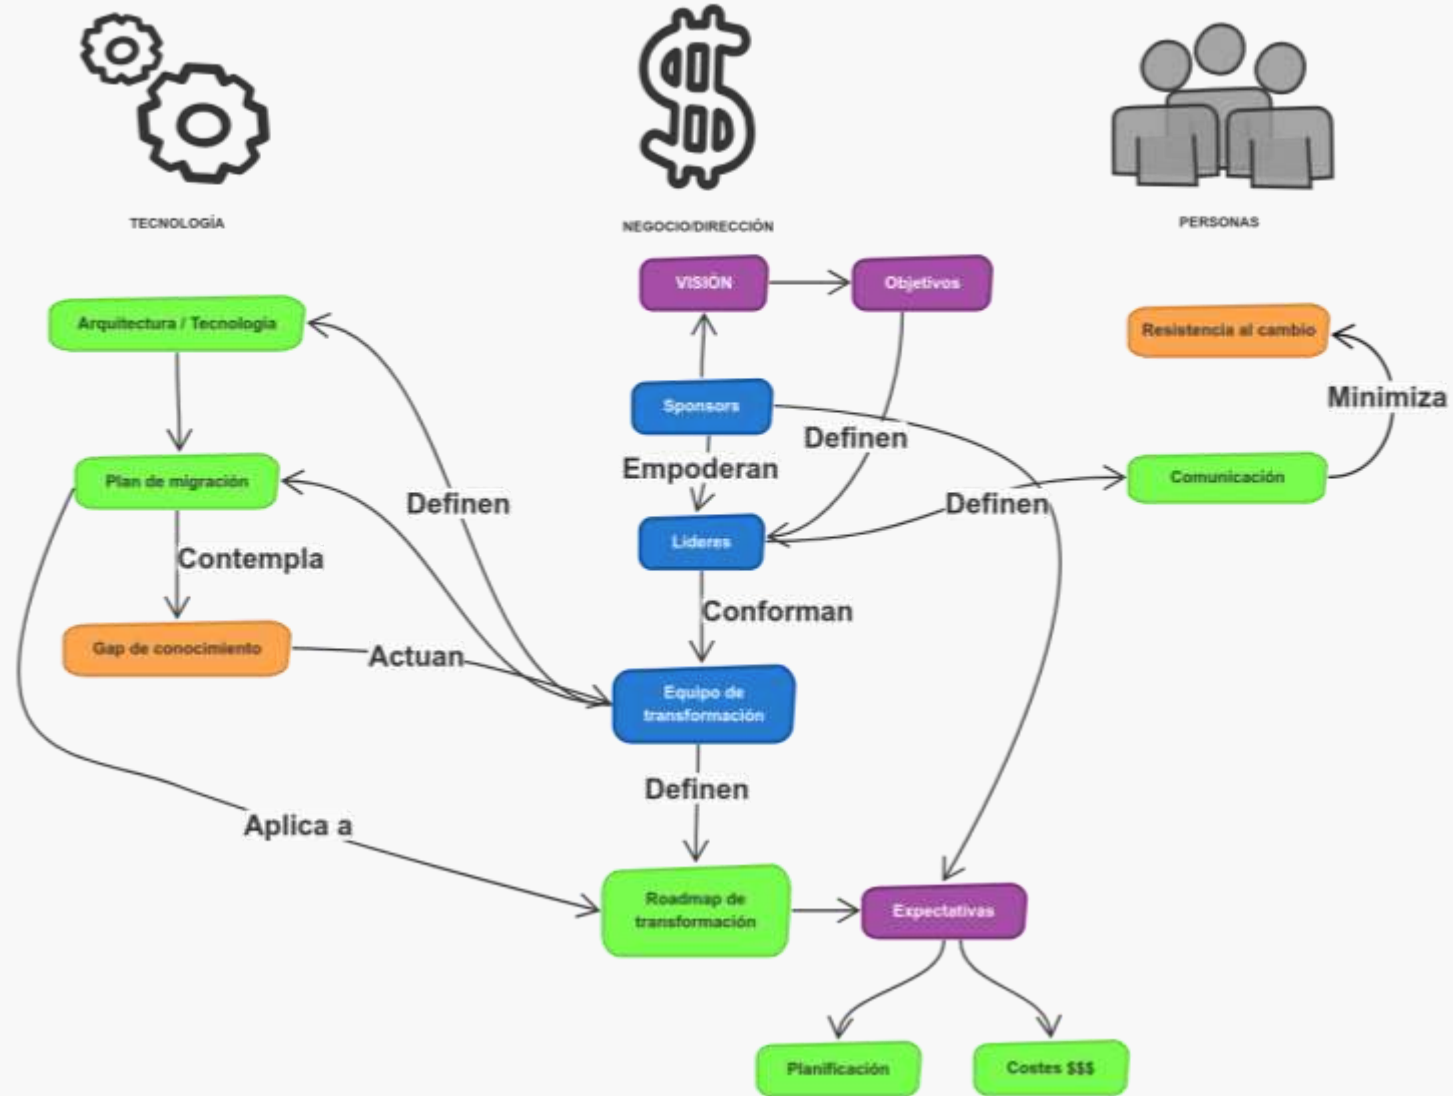 TECNOLOGÍA
NEGOCIO/DIRECCIÓN
PERSONAS
VISIÓN
Objetivos
Arquitectura / Tecnología
Resistencia al cambio
Minimiza
Sponsors
Definen
Empoderan
Plan de migración
Definen
Definen
Comunicación
Líderes
Contempla
Conforman
Gap de conocimiento
Actuan
Equipo de
transformación
Definen
Aplica a
Roadmap de
transformación
Expectativas
Planificación
Costes $$$